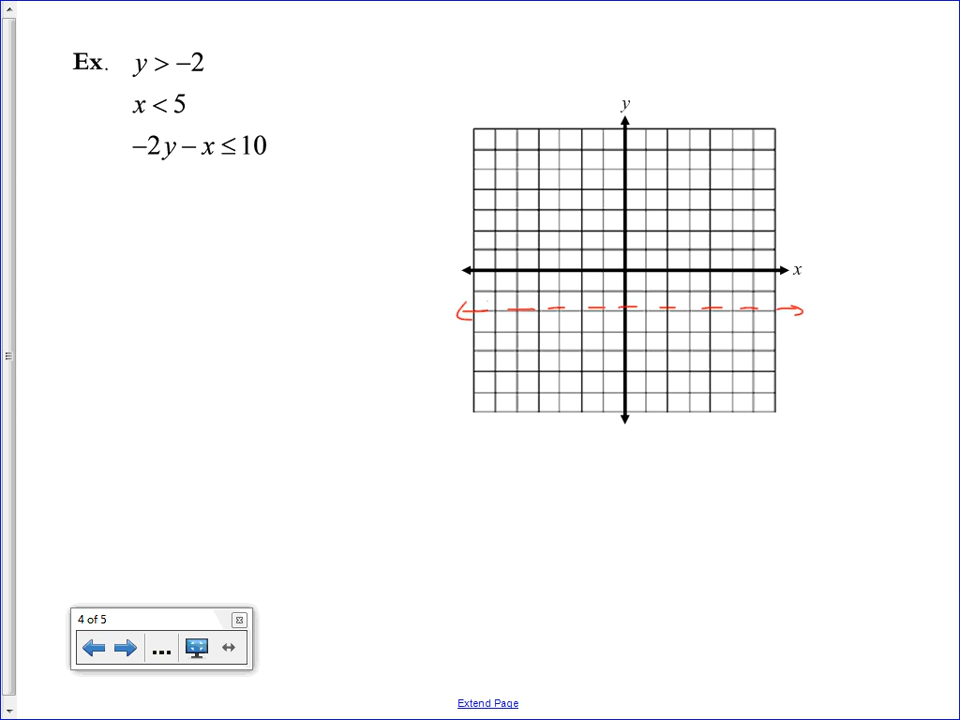 Ex. y > −2
x < 5
−2y − x ≤ 10
y
x
4 of 5
...
Extend Page